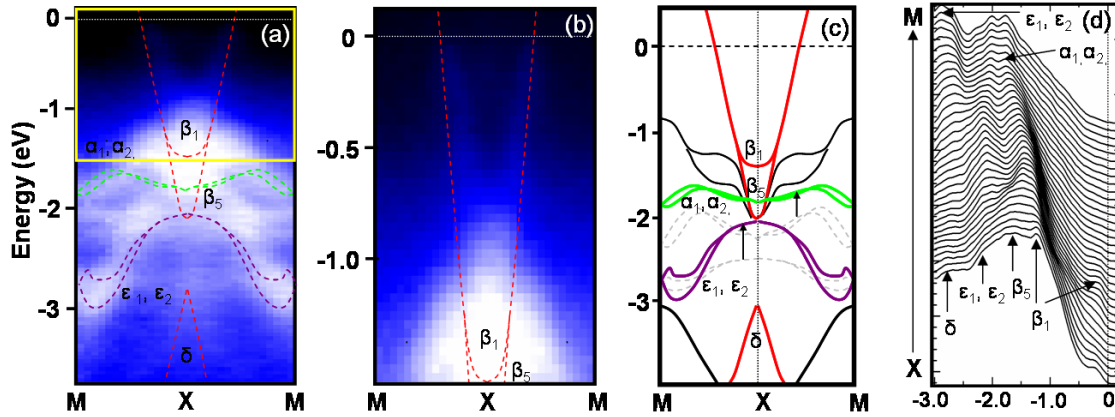 (a)
Energy (eV)
0
-1
-2
-3
β1
α1, α2,
β5
ε1, ε2
δ
M X M
(b)
0
-0.5
-1.0
β1
β5
M X M
(c)
0
-1
-2
-3
-4
β1
β5
α1, α2,
ε1, ε2
δ
M X M
(d)
M
ε1, ε2
α1, α2,
δ
ε1, ε2
β5
β1
X
-3.0 -2.0 -1.0 0